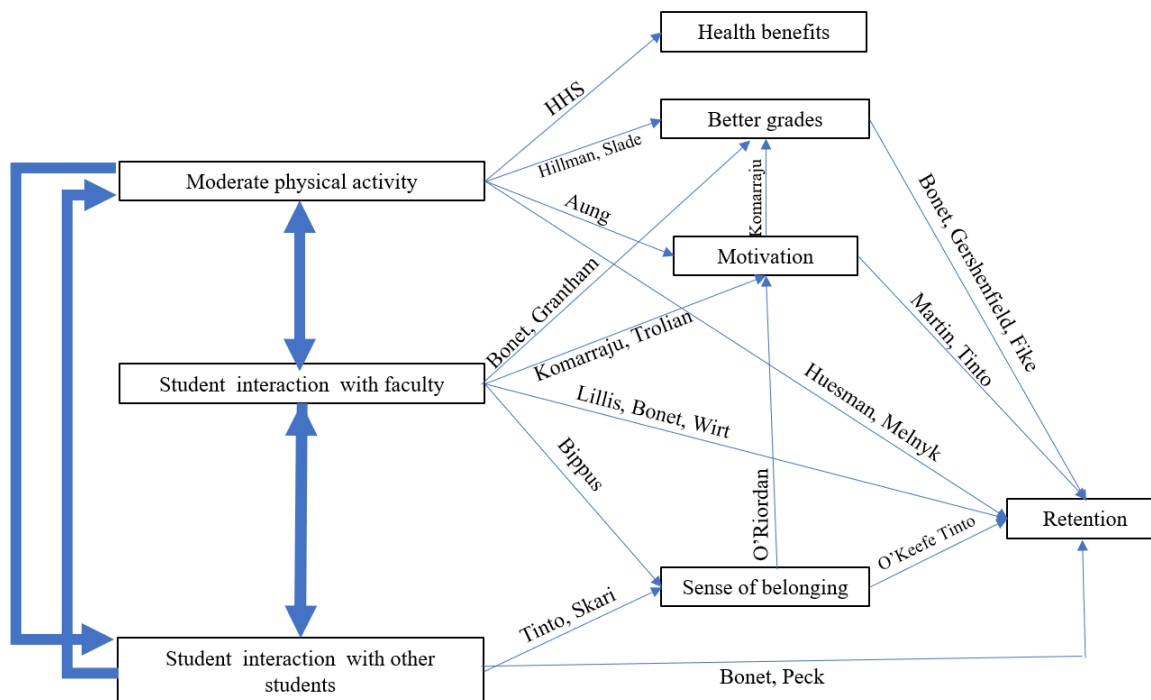 Health benefits
HHS
Better grades
Hillman, Slade
Moderate physical activity
Aung
Komarraju
Bonet, Gershenfield, Fike
Motivation
Bonet, Grantham
Komarraju, Trolian
Martin, Tinto
Student interaction with faculty
Lillis, Bonet, Wirt
Huesman, Melnyk
Bippus
O'Riordan
Retention
O'Keefe Tinto
Sense of belonging
Tinto, Skari
Student interaction with other
students
Bonet, Peck